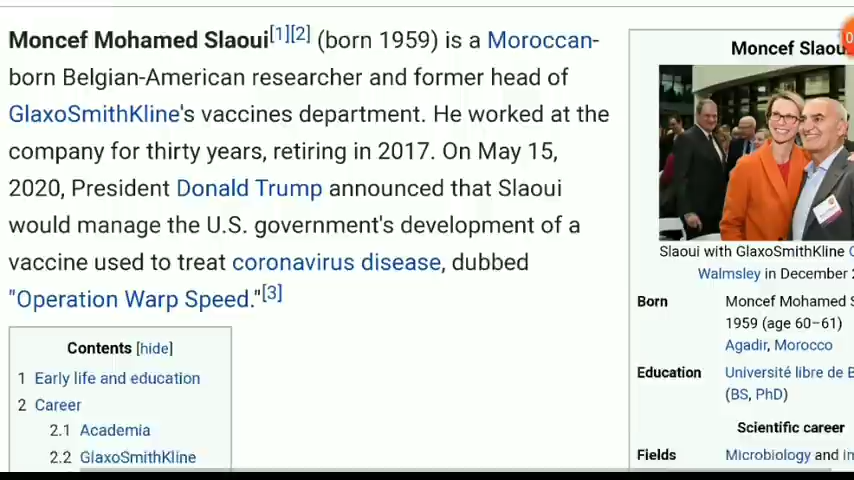 Moncef Mohamed Slaoui[1][2] (born 1959) is a Moroccan-
born Belgian-American researcher and former head of
GlaxoSmithKline's vaccines department. He worked at the
company for thirty years, retiring in 2017. On May 15,
2020, President Donald Trump announced that Slaoui
would manage the U.S. government's development of a
vaccine used to treat coronavirus disease, dubbed
"Operation Warp Speed."[3]
Contents [hide]
1 Early life and education
2 Career
2.1 Academia
2.2 GlaxoSmithKline
Moncef Slaou
Slaoui with GlaxoSmithKline
Walmsley in December
Born Moncef Mohamed
1959 (age 60–61)
Agadir, Morocco
Education Université libre de
(BS, PhD)
Scientific career
Fields Microbiology and